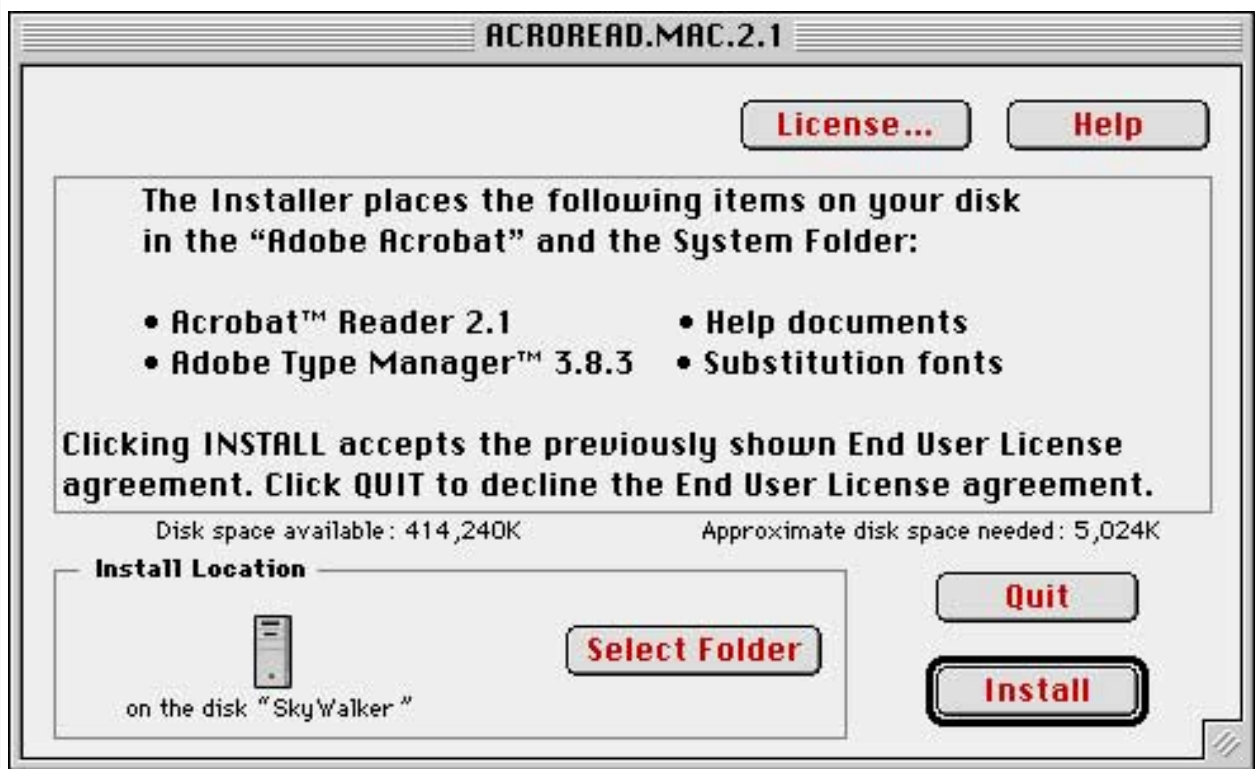 ACROREAD.MAC.2.1
License... Help
The Installer places the following items on your disk
in the “Adobe Acrobat” and the System Folder:
• Acrobat™ Reader 2.1 • Help documents
• Adobe Type Manager™ 3.8.3 • Substitution fonts
Clicking INSTALL accepts the previously shown End User License
agreement. Click QUIT to decline the End User License agreement.
Disk space available: 414,240K Approximate disk space needed: 5,024K
Install Location
Quit
Select Folder
Install
on the disk “SkyWalker”